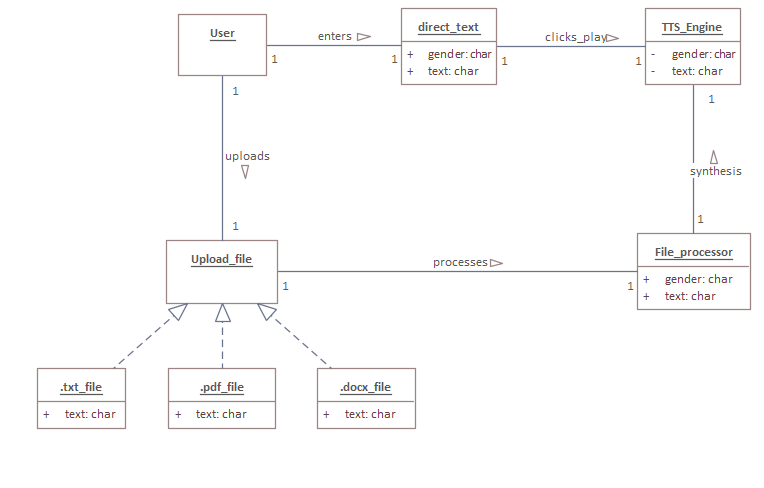 User
enters
1
1
direct_text
+ gender: char
+ text: char
clicks_play
1
1
TTS_Engine
- gender: char
- text: char
1
uploads
1
1
synthesis
1
Upload_file
processes
1
1
File_processor
+ gender: char
+ text: char
.txt_file
+ text: char
.pdf_file
+ text: char
.docx_file
+ text: char